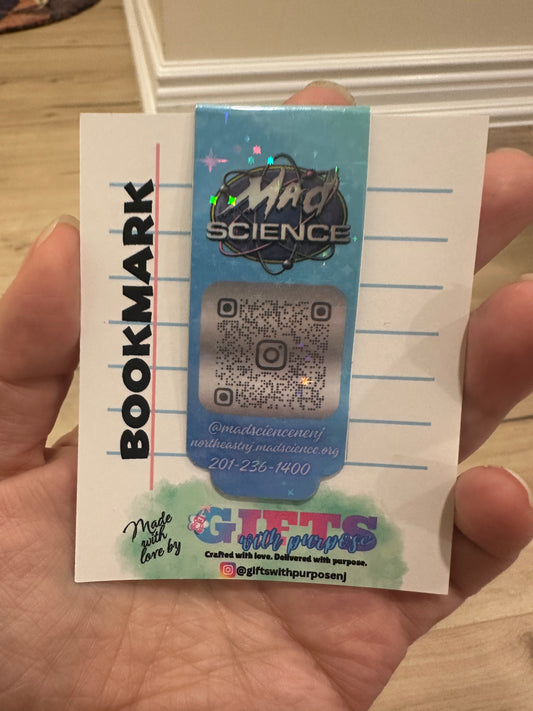 BOOKMARK
Mad
SCIENCE
@madsciencencnj
northeastnj.madscience.org
201-236-1400
Made
with
love by
GIFTS
with purpose
Crafted with love. Delivered with purpose.
@giftswithpurposenj